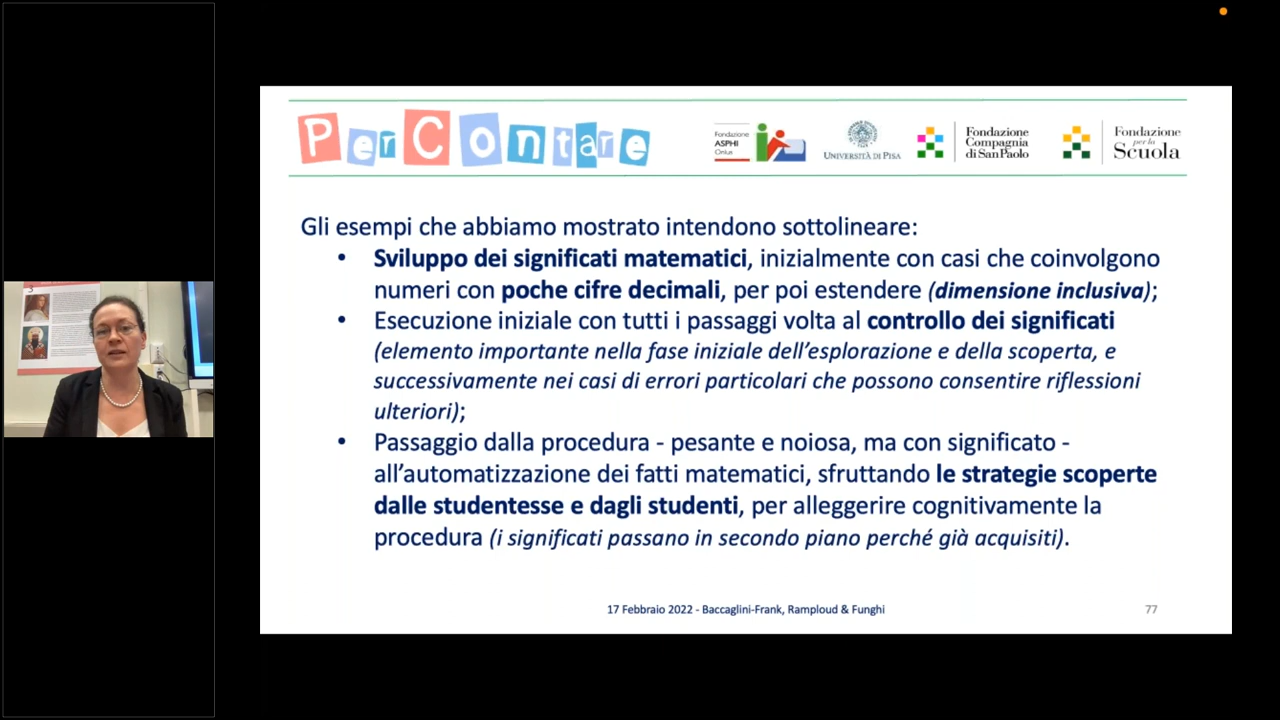 PerContare
Fondazione
ASPHI
Onlus
UNIVERSITÀ DI PISA
Fondazione
Compagnia
di San Paolo
Fondazione
per la
Scuola
Gli esempi che abbiamo mostrato intendono sottolineare:
• Sviluppo dei significati matematici, inizialmente con casi che coinvolgono
numeri con poche cifre decimali, per poi estendere (dimensione inclusiva);
• Esecuzione iniziale con tutti i passaggi volta al controllo dei significati
(elemento importante nella fase iniziale dell'esplorazione e della scoperta, e
successivamente nei casi di errori particolari che possono consentire riflessioni
ulteriori);
• Passaggio dalla procedura - pesante e noiosa, ma con significato -
all'automatizzazione dei fatti matematici, sfruttando le strategie scoperte
dalle studentesse e dagli studenti, per alleggerire cognitivamente la
procedura (i significati passano in secondo piano perché già acquisiti).
17 Febbraio 2022 - Baccaglini-Frank, Ramploud & Funghi
77